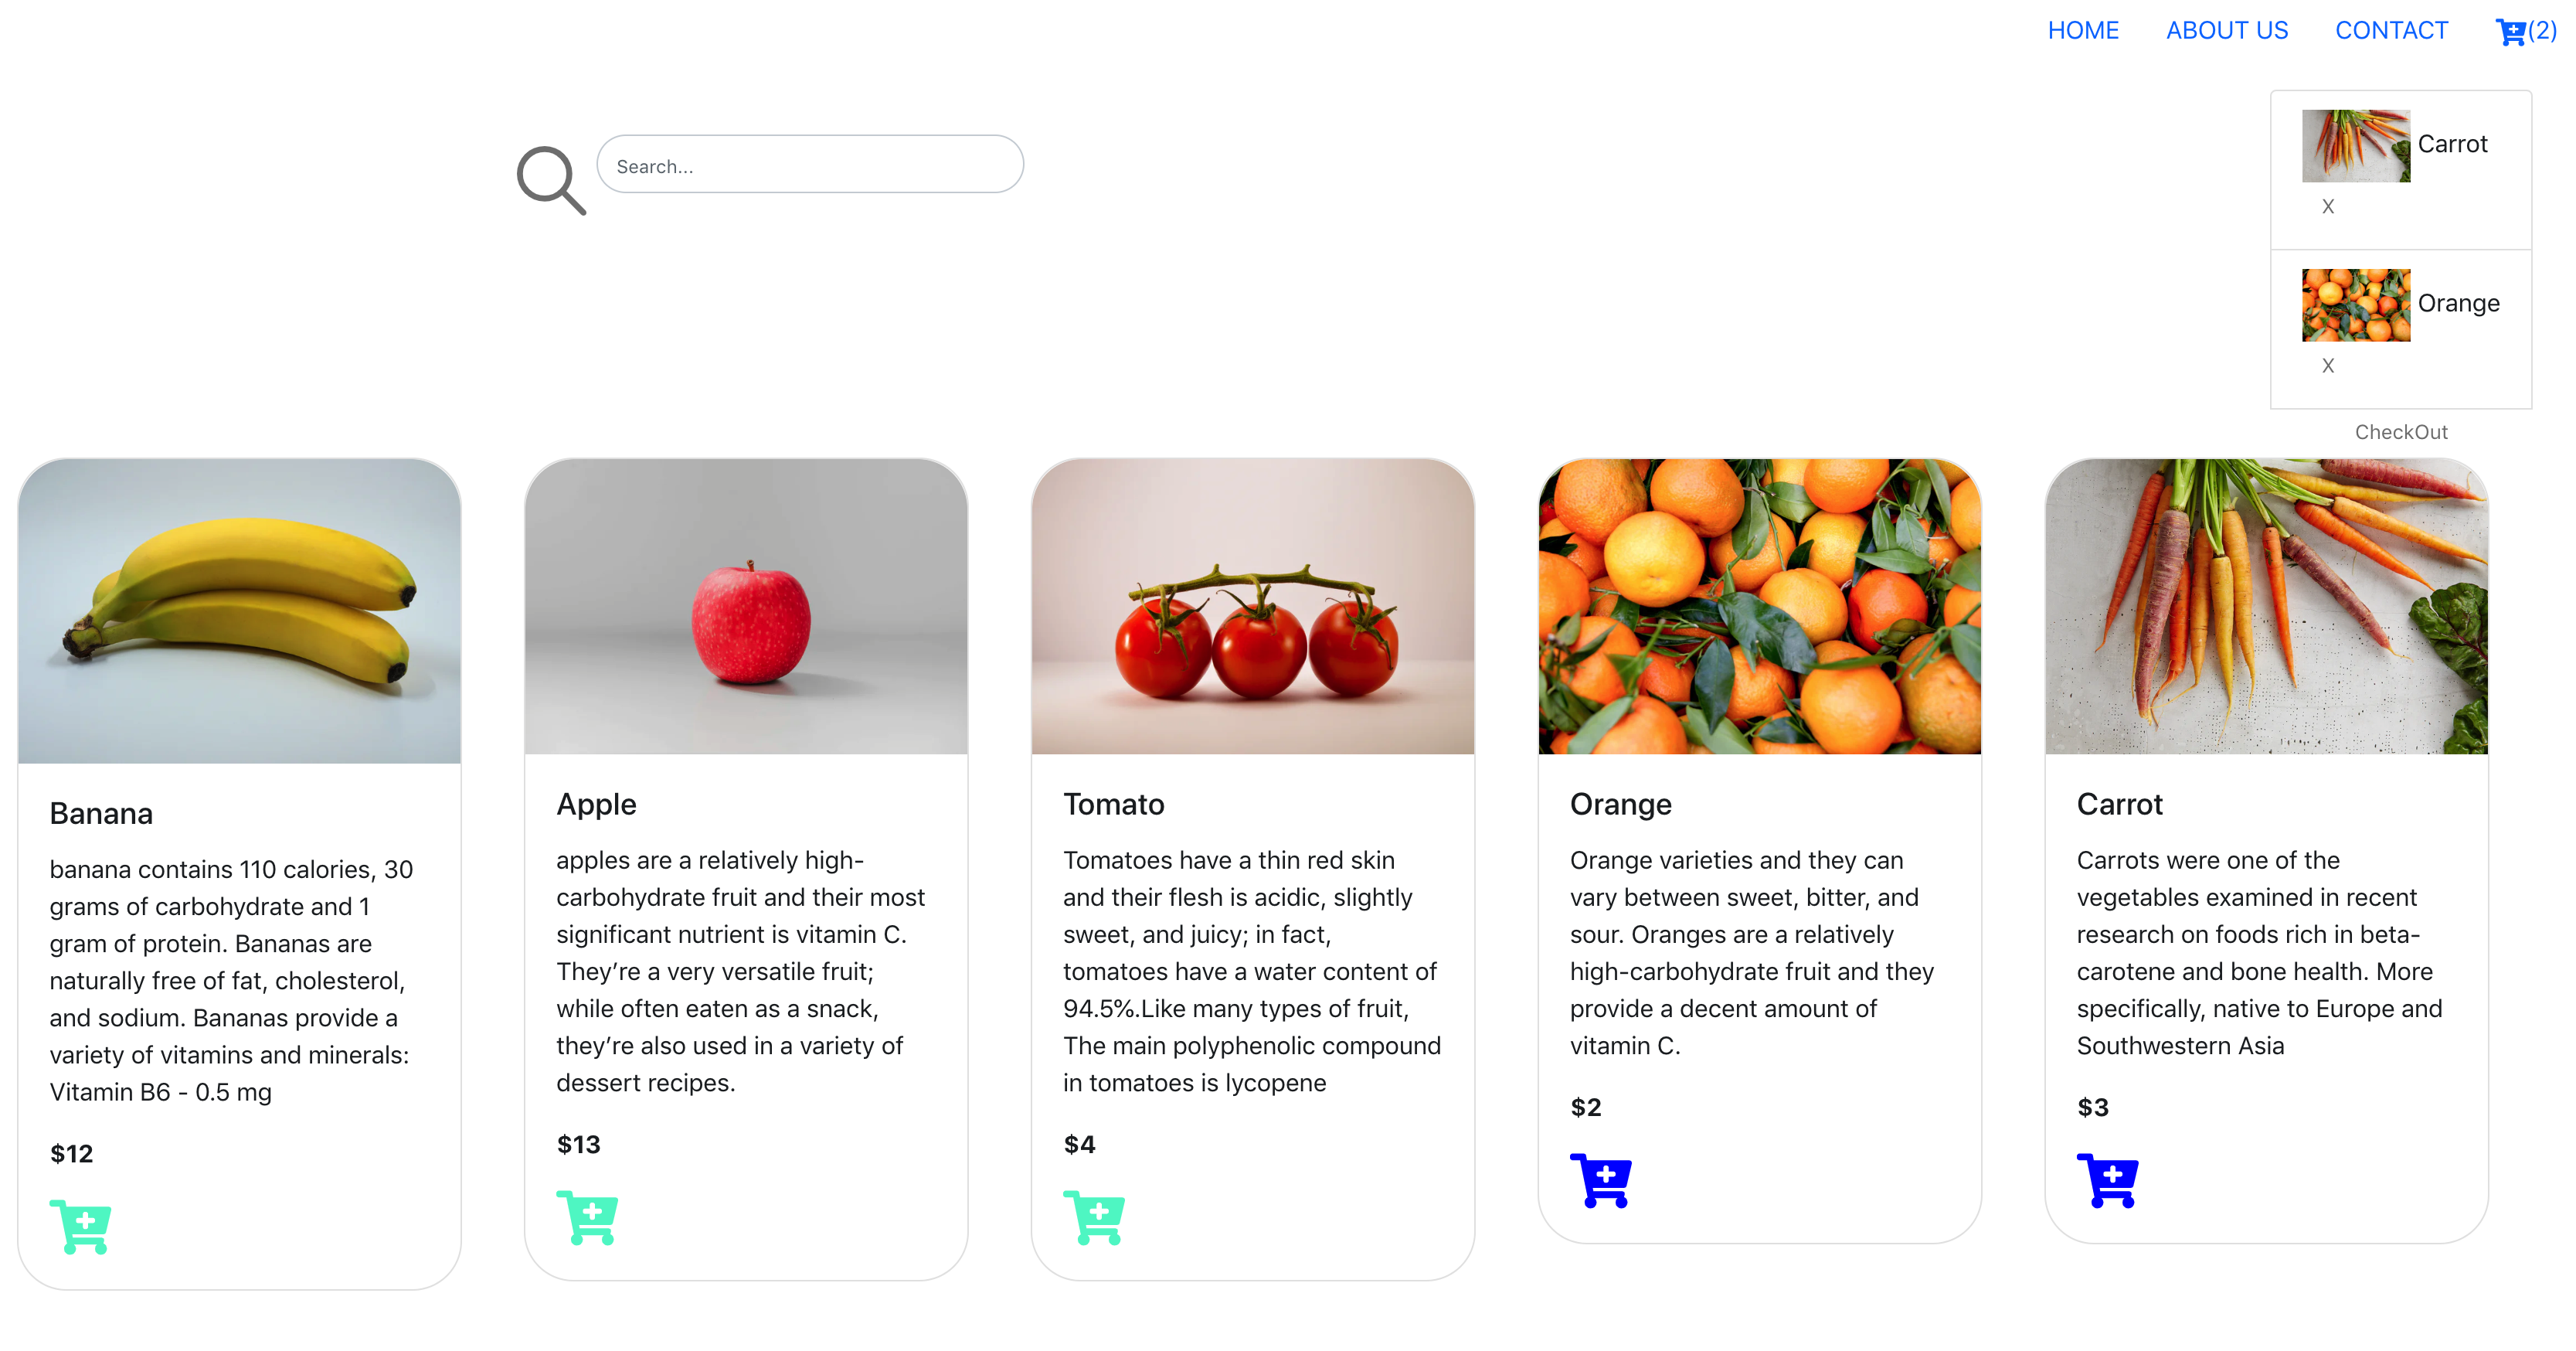 HOME ABOUT US CONTACT (2)
Search...
Carrot
X
Orange
X
CheckOut
Banana
banana contains 110 calories, 30
grams of carbohydrate and 1
gram of protein. Bananas are
naturally free of fat, cholesterol,
and sodium. Bananas provide a
variety of vitamins and minerals:
Vitamin B6 - 0.5 mg
$12
Apple
apples are a relatively high-
carbohydrate fruit and their most
significant nutrient is vitamin C.
They’re a very versatile fruit;
while often eaten as a snack,
they’re also used in a variety of
dessert recipes.
$13
Tomato
Tomatoes have a thin red skin
and their flesh is acidic, slightly
sweet, and juicy; in fact,
tomatoes have a water content of
94.5%.Like many types of fruit,
The main polyphenolic compound
in tomatoes is lycopene
$4
Orange
Orange varieties and they can
vary between sweet, bitter, and
sour. Oranges are a relatively
high-carbohydrate fruit and they
provide a decent amount of
vitamin C.
$2
Carrot
Carrots were one of the
vegetables examined in recent
research on foods rich in beta-
carotene and bone health. More
specifically, native to Europe and
Southwestern Asia
$3